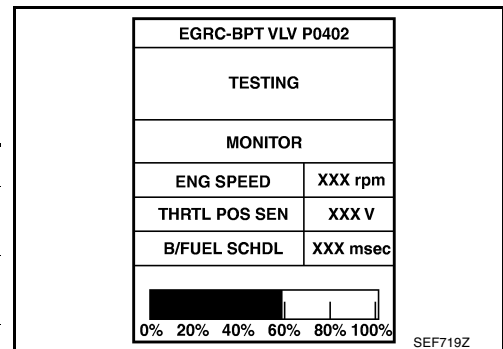 EGRC-BPT VLV P0402
TESTING
MONITOR
ENG SPEED XXX rpm
THRTL POS SEN XXX V
B/FUEL SCHDL XXX msec
0% 20% 40% 60% 80% 100%
SEF719Z